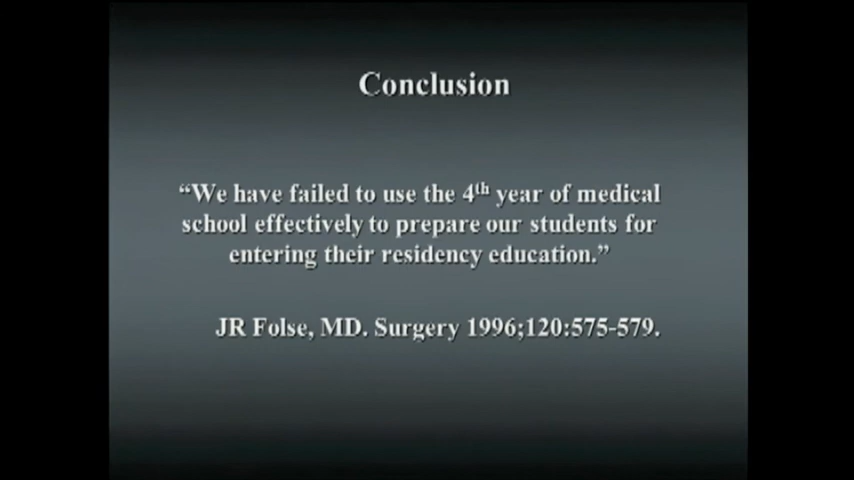 Conclusion
“We have failed to use the 4th year of medical
school effectively to prepare our students for
entering their residency education.”
JR Folse, MD. Surgery 1996;120:575-579.